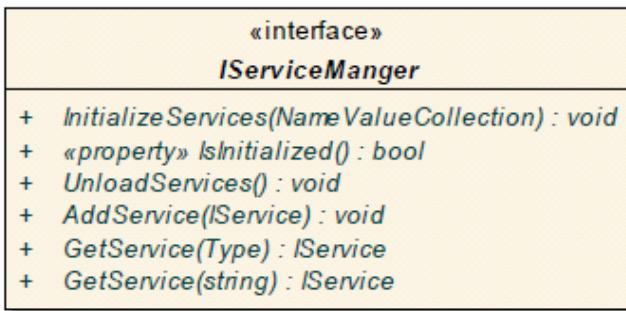 «interface»
IServiceManger
+ InitializeServices(NameValueCollection) : void
+ «property» IsInitialized() : bool
+ UnloadServices() : void
+ AddService(IService) : void
+ GetService(Type) : IService
+ GetService(string) : IService